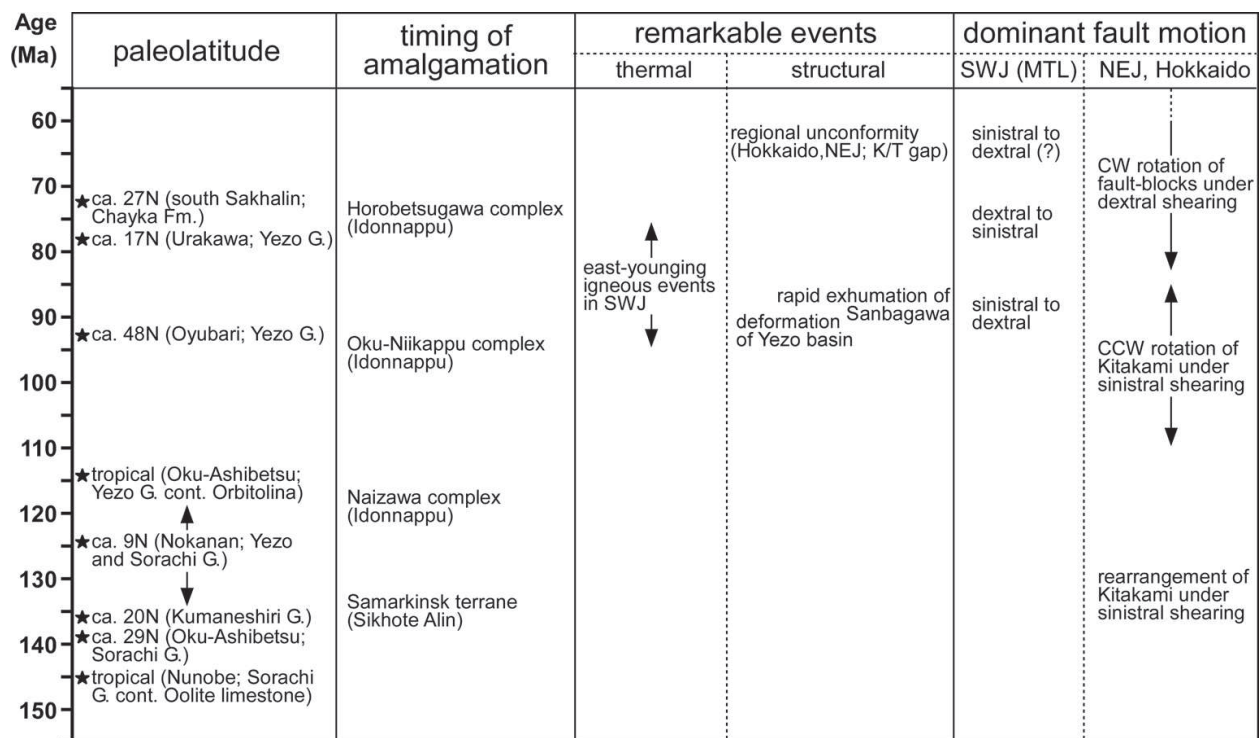 Age
(Ma)
paleolatitude
timing of
amalgamation
remarkable events
thermal
structural
dominant fault motion
SWJ (MTL)
NEJ, Hokkaido
60
70
80
90
100
110
120
130
140
150
ca. 27N (south Sakhalin;
Chayka Fm.)
ca. 17N (Urakawa; Yezo G.)
ca. 48N (Oyubari; Yezo G.)
tropical (Oku-Ashibetsu;
Yezo G. cont. Orbitolina)
ca. 9N (Nokanan; Yezo
and Sorachi G.)
ca. 20N (Kumaneshiri G.)
ca. 29N (Oku-Ashibetsu;
Sorachi G.)
tropical (Nunobe; Sorachi
G. cont. Oolite limestone)
Horobetsugawa complex
(Idonnappu)
Oku-Niikappu complex
(Idonnappu)
Naizawa complex
(Idonnappu)
Samarkinsk terrane
(Sikhote Alin)
east-younging
igneous events
in SWJ
regional unconformity
(Hokkaido,NEJ; K/T gap)
rapid exhumation of
Sanbagawa
deformation
of Yezo basin
sinistral to
dextral (?)
dextral to
sinistral
sinistral to
dextral
CW rotation of
fault-blocks under
dextral shearing
CCW rotation of
Kitakami under
sinistral shearing
rearrangement of
Kitakami under
sinistral shearing